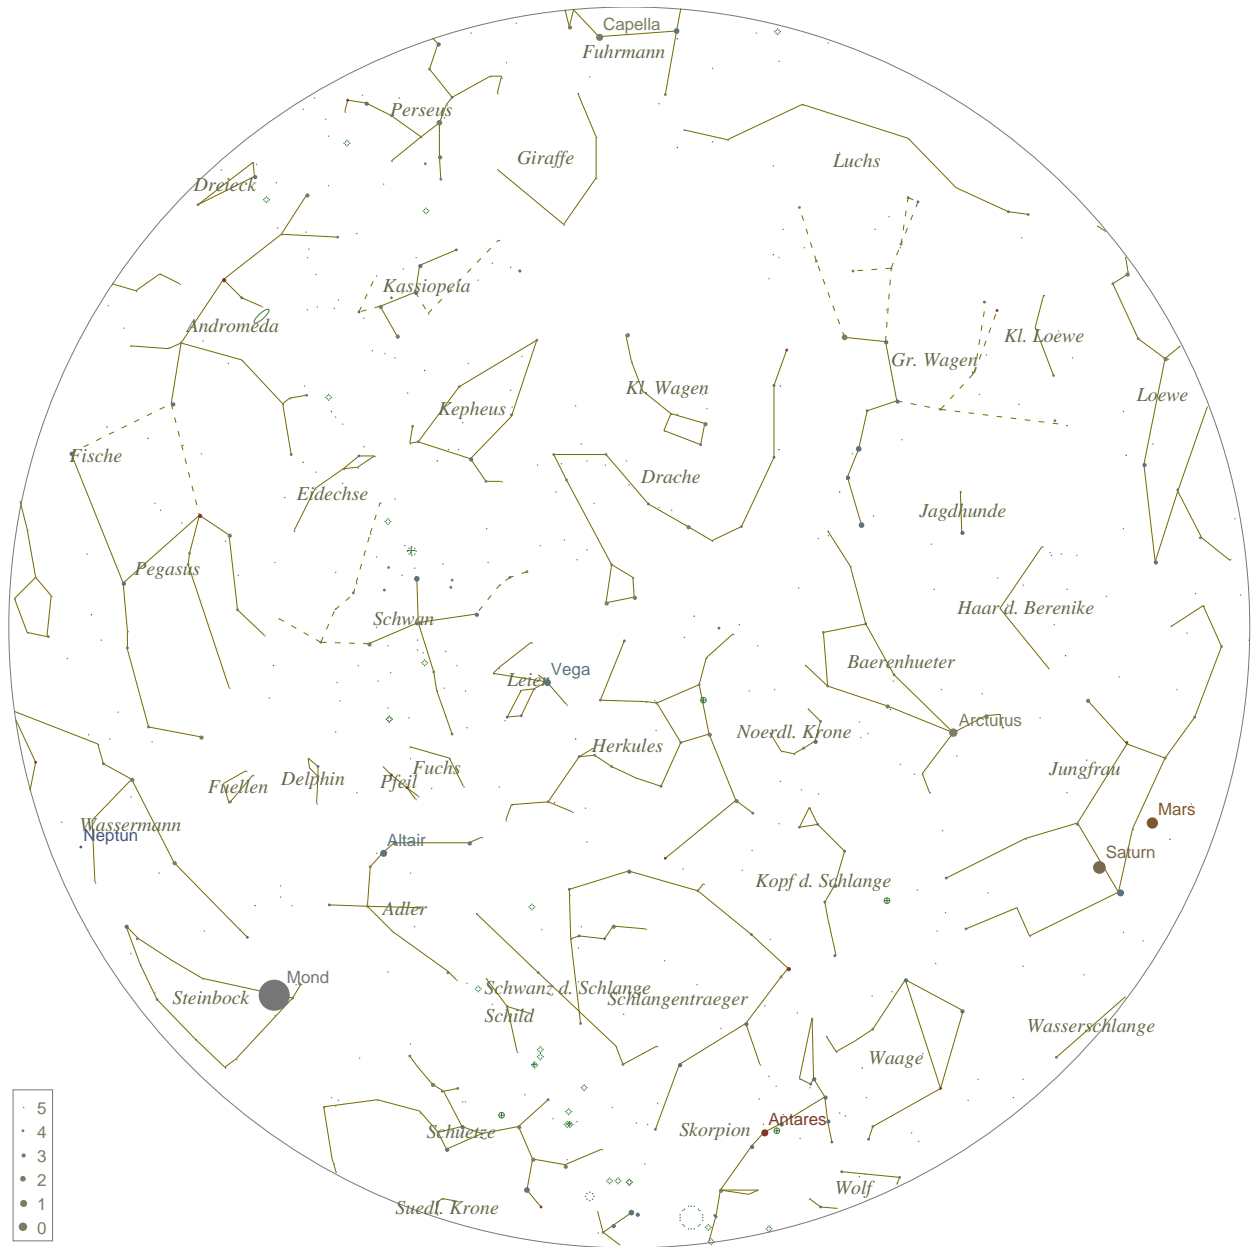 Capella
Fuhrmann
Perseus
Giraffe
Luchs
Dreieck
Kassiopeia
Andromeda
Kl. Loewe
Gr. Wagen
Kl. Wagen
Loewe
Kepheus
Fische
Drache
Eidechse
Jagdhunde
Pegasus
Haar d. Berenike
Schwan
Baerenhueter
Vega
Leier
Arcturus
Noerdl. Krone
Herkules
Jungfrau
Fuchs
Delphin
Pfeil
Fuellen
Mars
Wassermann
Neptun
Altair
Saturn
Kopf d. Schlange
Adler
Mond
Steinbock
Schwanz d. Schlange
Schlangentraeger
Schild
Wasserschlange
Waage
Antares
Skorpion
Schuetze
Wolf
Suedl. Krone
5
4
3
2
1
0